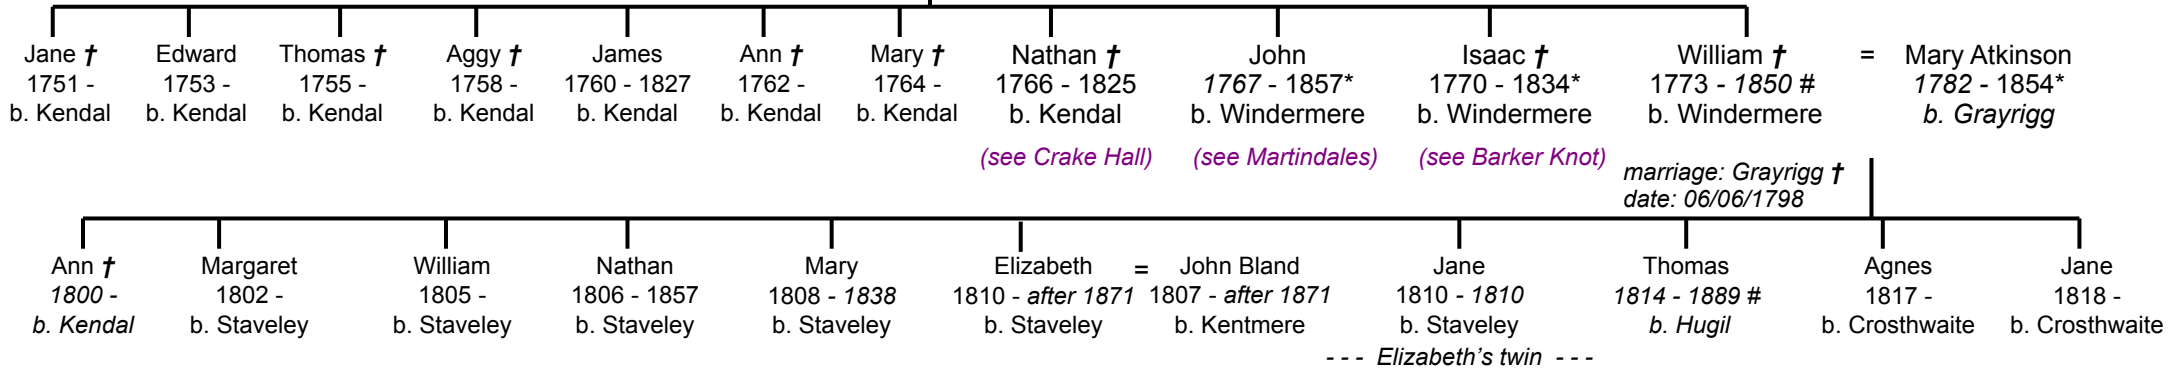 Jane † Edward Thomas † Aggy † James Ann † Mary † Nathan † John Isaac † William † = Mary Atkinson
1751 - 1753 - 1755 - 1758 - 1760 - 1827 1762 - 1764 - 1766 - 1825 1767 - 1857* 1770 - 1834* 1773 - 1850 # 1782 - 1854*
b. Kendal b. Kendal b. Kendal b. Kendal b. Kendal b. Kendal b. Kendal b. Kendal b. Windermere b. Windermere b. Windermere b. Grayrigg
(see Crake Hall) (see Martindales) (see Barker Knot)
marriage: Grayrigg †
date: 06/06/1798
Ann † Margaret William Nathan Mary Elizabeth = John Bland Jane Thomas Agnes Jane
1800 - 1802 - 1805 - 1806 - 1857 1808 - 1838 1810 - after 1871 1807 - after 1871 1810 - 1810 1814 - 1889 # 1817 - 1818 -
b. Kendal b. Staveley b. Staveley b. Staveley b. Staveley b. Staveley b. Kentmere b. Staveley b. Hugil b. Crosthwaite b. Crosthwaite
- - - Elizabeth's twin - - -